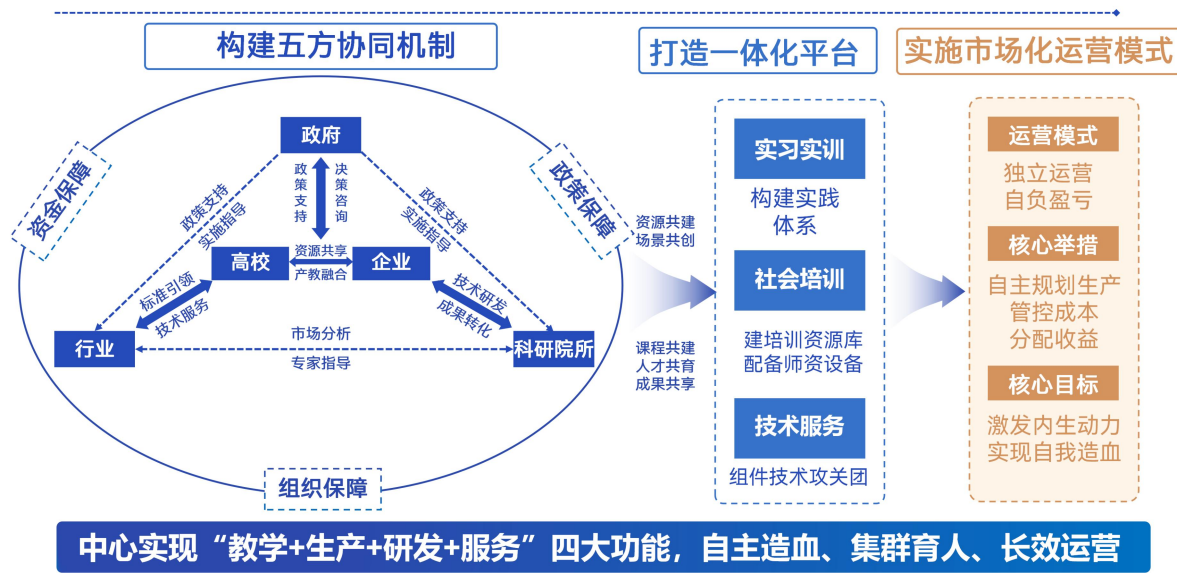 构建五方协同机制
打造一体化平台
实施市场化运营模式
资金保障
政策保障
组织保障
政府
政策支持
决策咨询
政策支持
实施指导
政策支持
实施指导
高校
资源共享
产教融合
企业
标准引领
技术服务
技术研发
成果转化
行业
市场分析
专家指导
科研院所
资源共建
场景共创
课程共建
人才共育
成果共享
实习实训
构建实践
体系
社会培训
建培训资源库
配备师资设备
技术服务
组件技术攻关团
运营模式
独立运营
自负盈亏
核心举措
自主规划生产
管控成本
分配收益
核心目标
激发内生动力
实现自我造血
中心实现“教学+生产+研发+服务”四大功能，自主造血、集群育人、长效运营